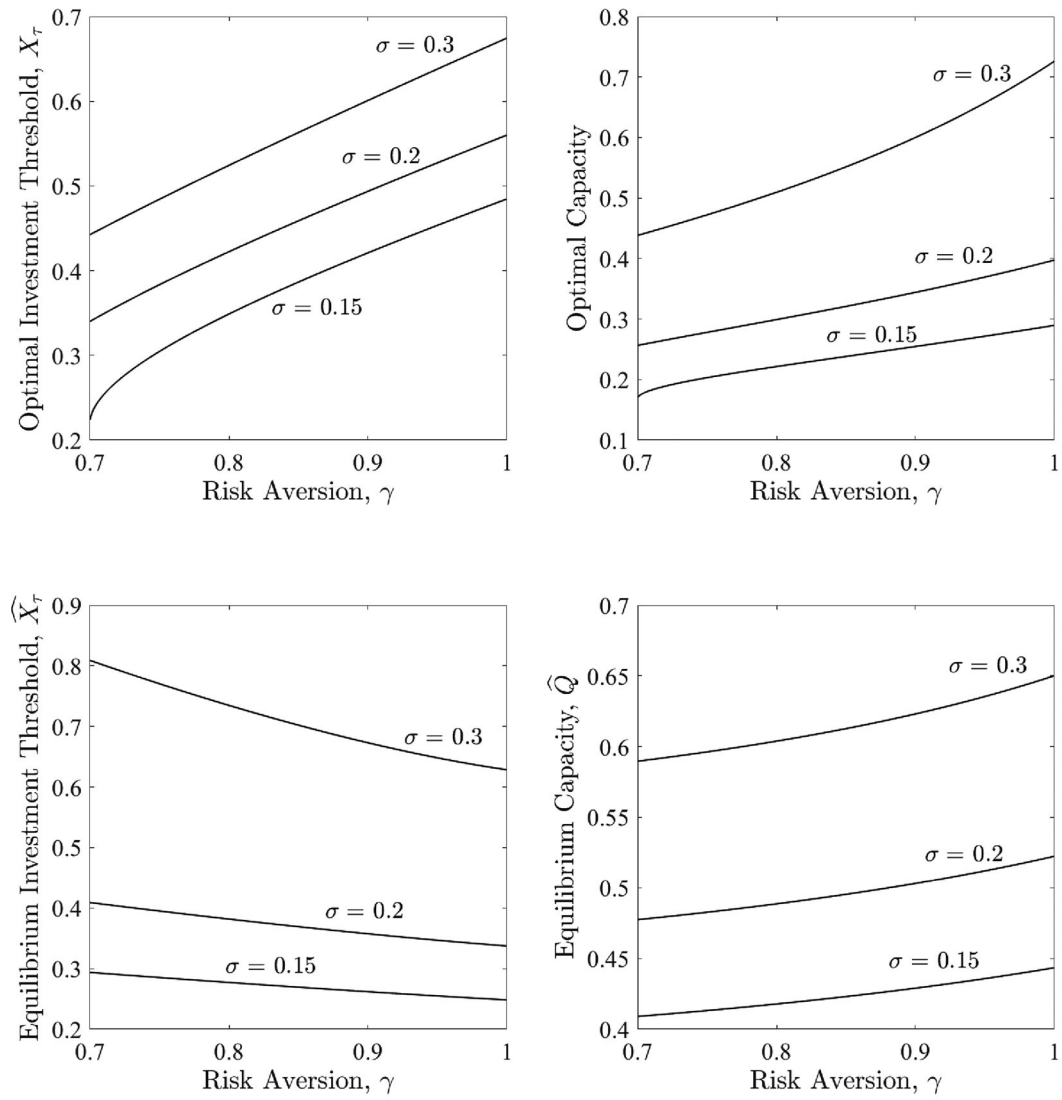 Optimal Investment Threshold, X_τ
0.7
0.6
0.5
0.4
0.3
0.2
σ = 0.3
σ = 0.2
σ = 0.15
0.7 0.8 0.9 1
Risk Aversion, γ
Optimal Capacity
0.8
0.7
0.6
0.5
0.4
0.3
0.2
0.1
σ = 0.3
σ = 0.2
σ = 0.15
0.7 0.8 0.9 1
Risk Aversion, γ
Equilibrium Investment Threshold, X̂_τ
0.9
0.8
0.7
0.6
0.5
0.4
0.3
0.2
σ = 0.3
σ = 0.2
σ = 0.15
0.7 0.8 0.9 1
Risk Aversion, γ
Equilibrium Capacity, Q̂
0.7
0.65
0.6
0.55
0.5
0.45
0.4
σ = 0.3
σ = 0.2
σ = 0.15
0.7 0.8 0.9 1
Risk Aversion, γ